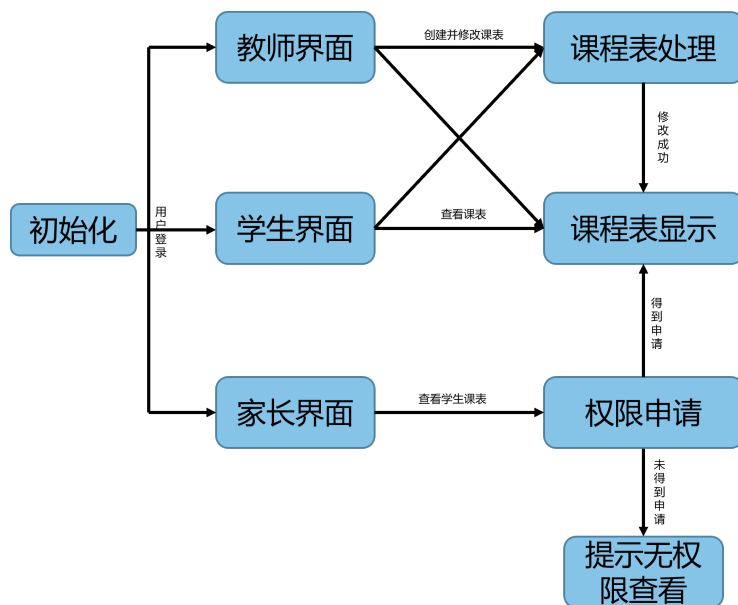 教师界面
创建并修改课表
课程表处理
修改成功
初始化
用户登录
学生界面
查看课表
课程表显示
得到申请
家长界面
查看学生课表
权限申请
未得到申请
提示无权
限查看